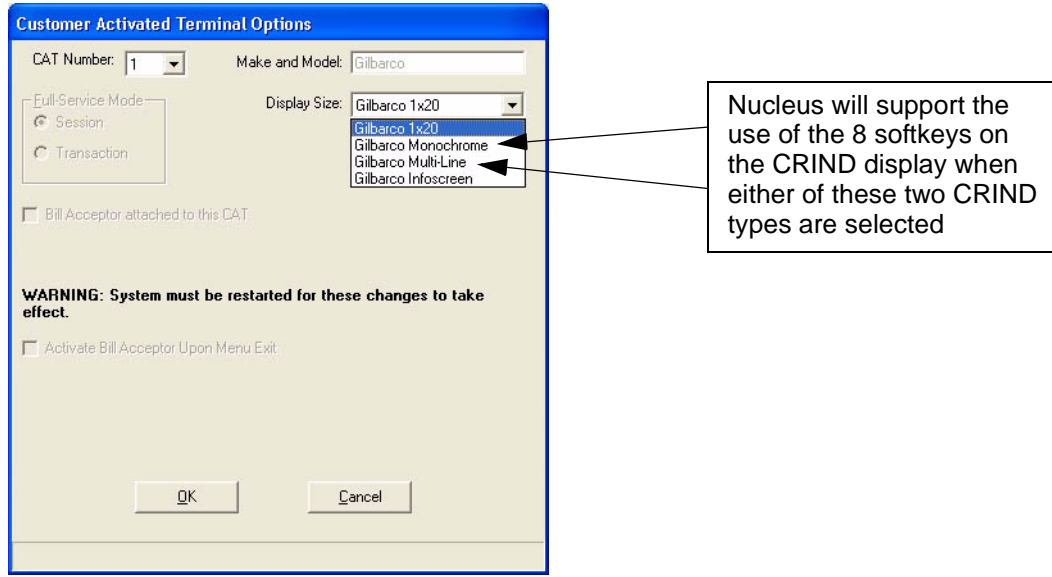 Customer Activated Terminal Options
CAT Number: 1
Make and Model: Gilbarco
Full-Service Mode
Session
Transaction
Display Size: Gilbarco 1x20
Gilbarco 1x20
Gilbarco Monochrome
Gilbarco Multi-Line
Gilbarco Infoscreen
Bill Acceptor attached to this CAT
WARNING: System must be restarted for these changes to take
effect.
Activate Bill Acceptor Upon Menu Exit
OK
Cancel
Nucleus will support the
use of the 8 softkeys on
the CRIND display when
either of these two CRIND
types are selected